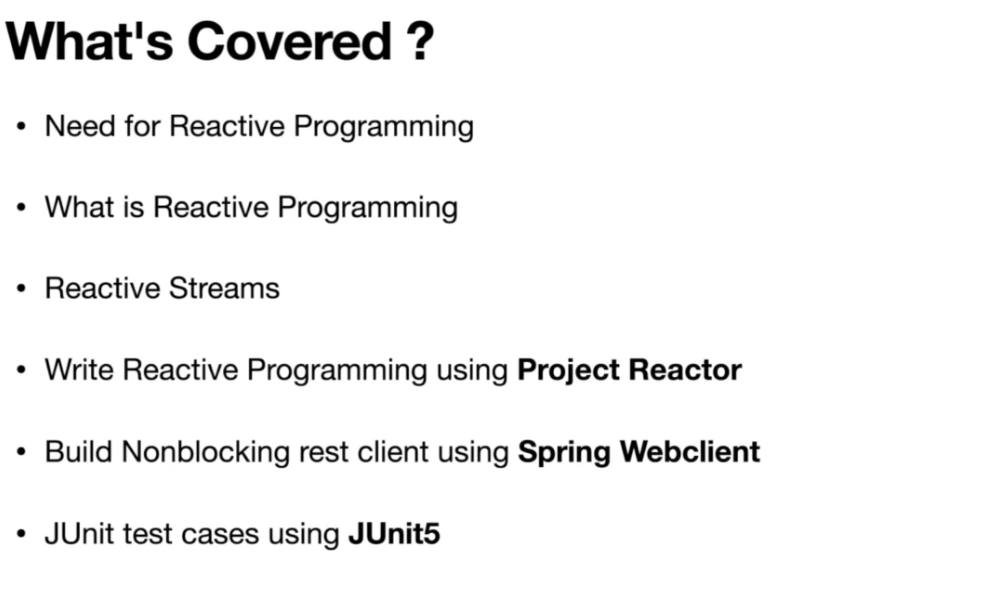 What's Covered ?
• Need for Reactive Programming
• What is Reactive Programming
• Reactive Streams
• Write Reactive Programming using Project Reactor
• Build Nonblocking rest client using Spring Webclient
• JUnit test cases using JUnit5